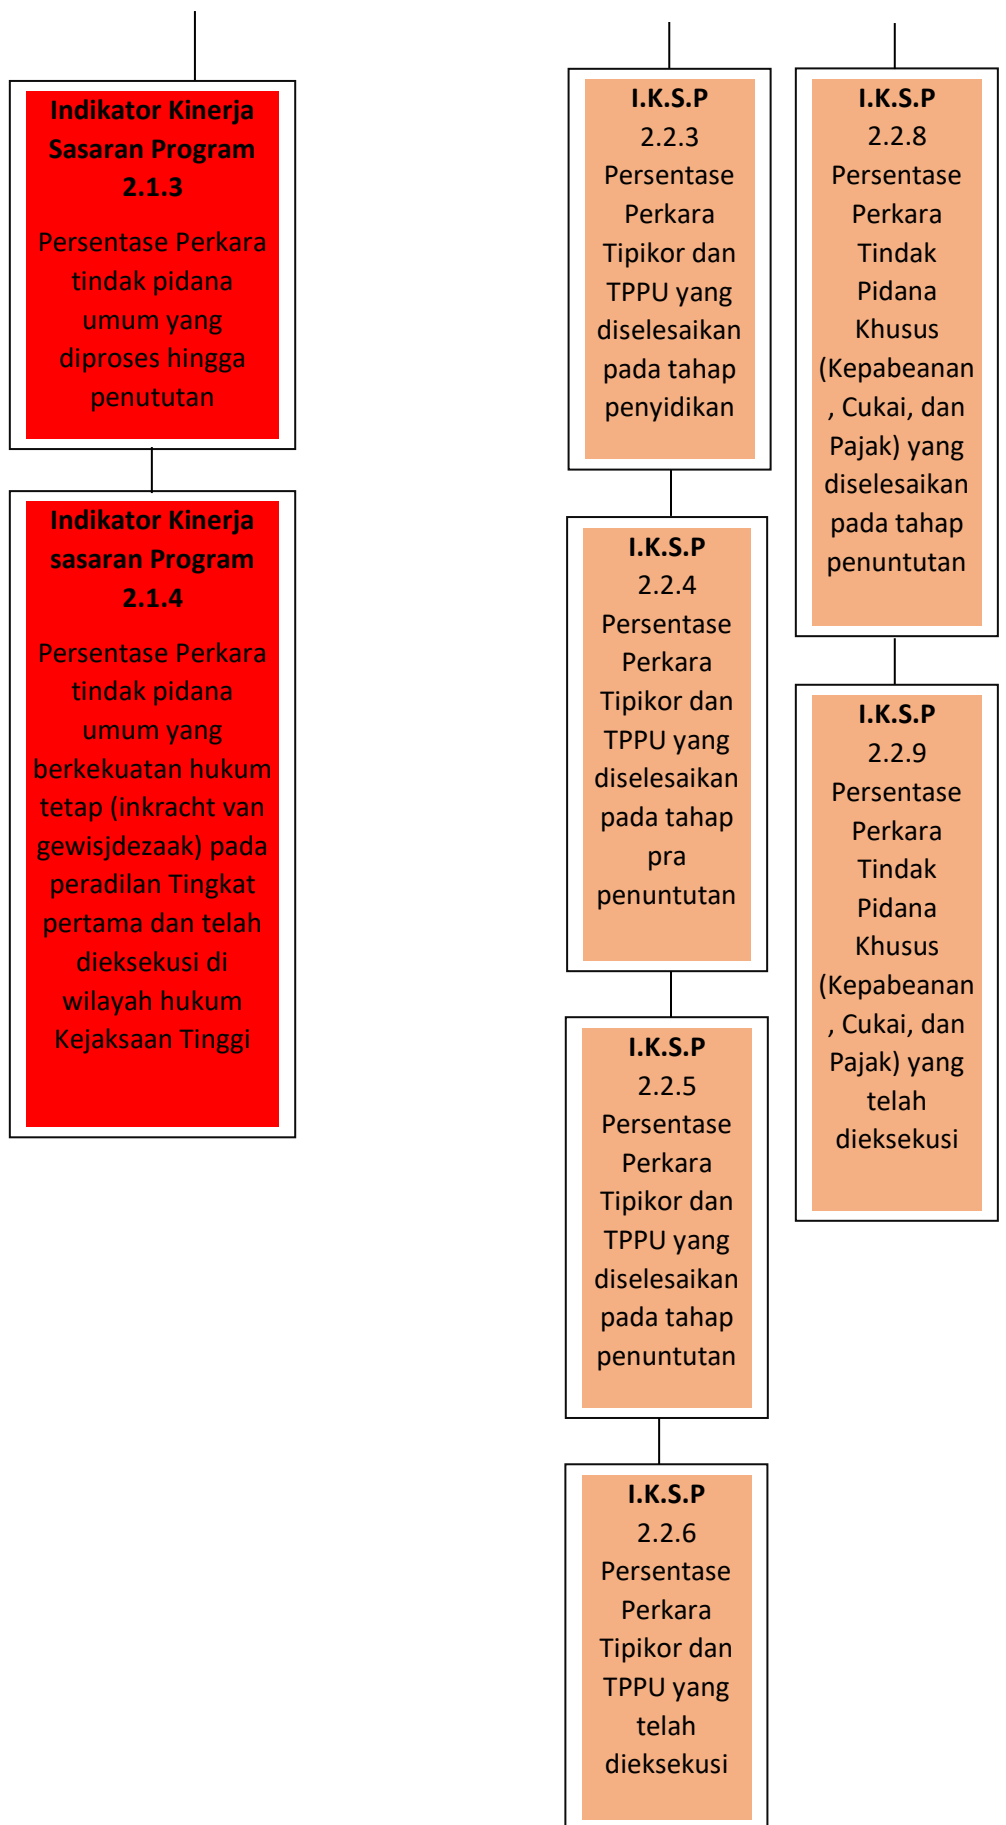 Indikator Kinerja
Sasaran Program
2.1.3
Persentase Perkara
tindak pidana
umum yang
diproses hingga
penututan
Indikator Kinerja
sasaran Program
2.1.4
Persentase Perkara
tindak pidana
umum yang
berkekuatan hukum
tetap (inkracht van
gewisjdezaak) pada
peradilan Tingkat
pertama dan telah
dieksekusi di
wilayah hukum
Kejaksaan Tinggi
I.K.S.P
2.2.3
Persentase
Perkara
Tipikor dan
TPPU yang
diselesaikan
pada tahap
penyidikan
I.K.S.P
2.2.4
Persentase
Perkara
Tipikor dan
TPPU yang
diselesaikan
pada tahap
pra
penuntutan
I.K.S.P
2.2.5
Persentase
Perkara
Tipikor dan
TPPU yang
diselesaikan
pada tahap
penuntutan
I.K.S.P
2.2.6
Persentase
Perkara
Tipikor dan
TPPU yang
telah
dieksekusi
I.K.S.P
2.2.8
Persentase
Perkara
Tindak
Pidana
Khusus
(Kepabeanan
, Cukai, dan
Pajak) yang
diselesaikan
pada tahap
penuntutan
I.K.S.P
2.2.9
Persentase
Perkara
Tindak
Pidana
Khusus
(Kepabeanan
, Cukai, dan
Pajak) yang
telah
dieksekusi